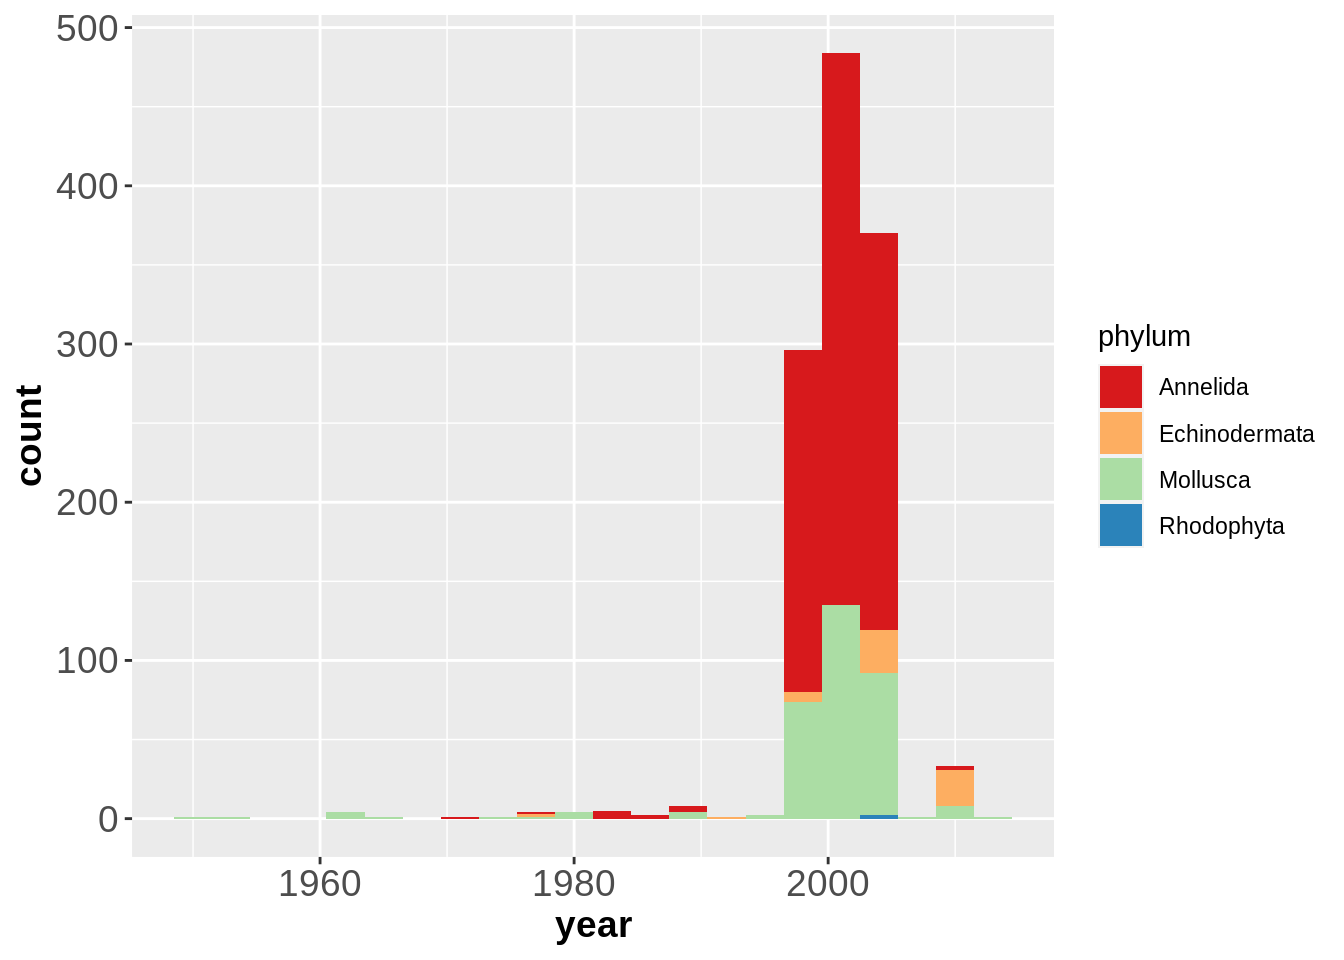 500
400
300
200
100
0
count
1960 1980 2000
year
phylum
Annelida
Echinodermata
Mollusca
Rhodophyta